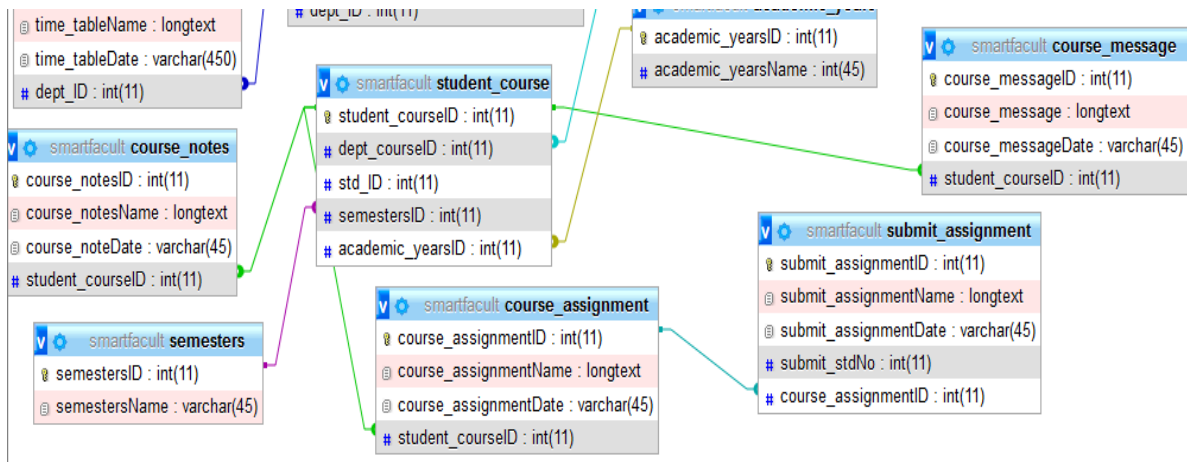 time_tableName : longtext
time_tableDate : varchar(450)
# dept_ID : int(11)
# dept_ID : int(11)
academic_yearsID : int(11)
# academic_yearsName : int(45)
v smartfacult course_message
course_messageID : int(11)
course_message : longtext
course_messageDate : varchar(45)
# student_courseID : int(11)
v smartfacult student_course
student_courseID : int(11)
# dept_courseID : int(11)
# std_ID : int(11)
# semestersID : int(11)
# academic_yearsID : int(11)
v smartfacult course_notes
course_notesID : int(11)
course_notesName : longtext
course_noteDate : varchar(45)
# student_courseID : int(11)
v smartfacult submit_assignment
submit_assignmentID : int(11)
submit_assignmentName : longtext
submit_assignmentDate : varchar(45)
# submit_stdNo : int(11)
# course_assignmentID : int(11)
v smartfacult course_assignment
course_assignmentID : int(11)
course_assignmentName : longtext
course_assignmentDate : varchar(45)
# student_courseID : int(11)
v smartfacult semesters
semestersID : int(11)
semestersName : varchar(45)